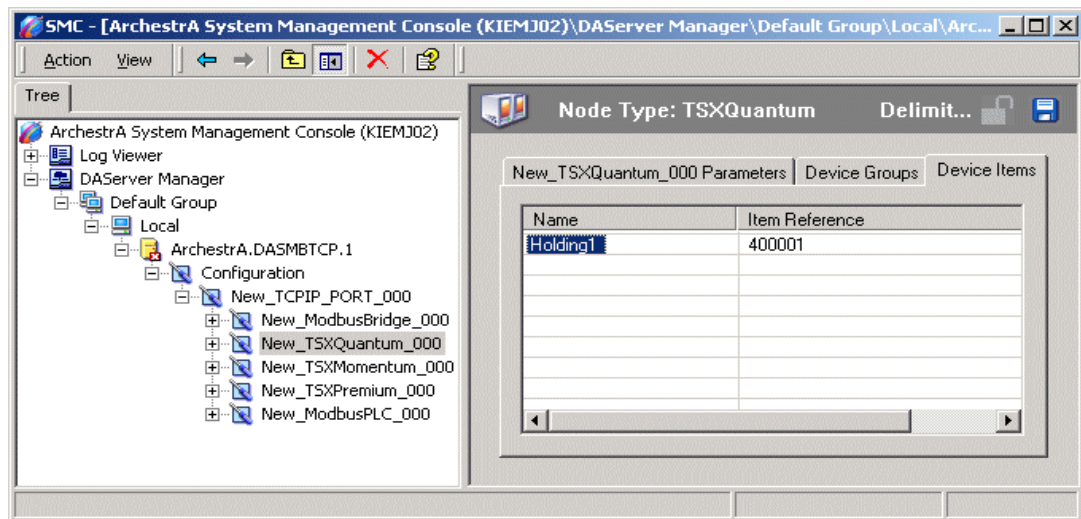 SMC - [ArchestrA System Management Console (KIEMJ02)\DAServer Manager\Default Group\Local\Arc...
Action View
Tree
ArchestrA System Management Console (KIEMJ02)
Log Viewer
DAServer Manager
Default Group
Local
ArchestrA.DASMBTCP.1
Configuration
New_TCPIP_PORT_000
New_ModbusBridge_000
New_TSXQuantum_000
New_TSXMomentum_000
New_TSXPremium_000
New_ModbusPLC_000
Node Type: TSXQuantum Delimit...
New_TSXQuantum_000 Parameters Device Groups Device Items
Name Item Reference
Holding1 400001